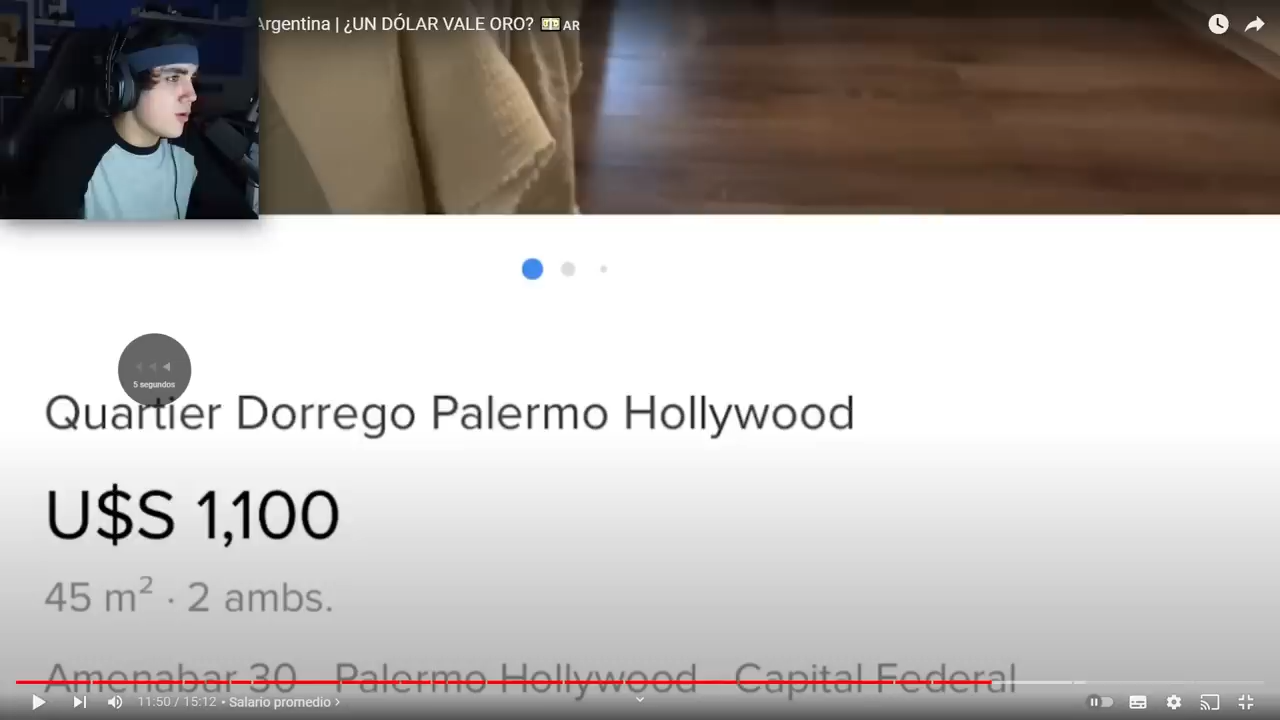 Argentina | ¿UN DÓLAR VALE ORO? AR
5 segundos
Quartier Dorrego Palermo Hollywood
U$S 1,100
45 m² · 2 ambs.
Amenabar 30 Palermo Hollywood Capital Federal
11:50 / 15:12 • Salario promedio ›